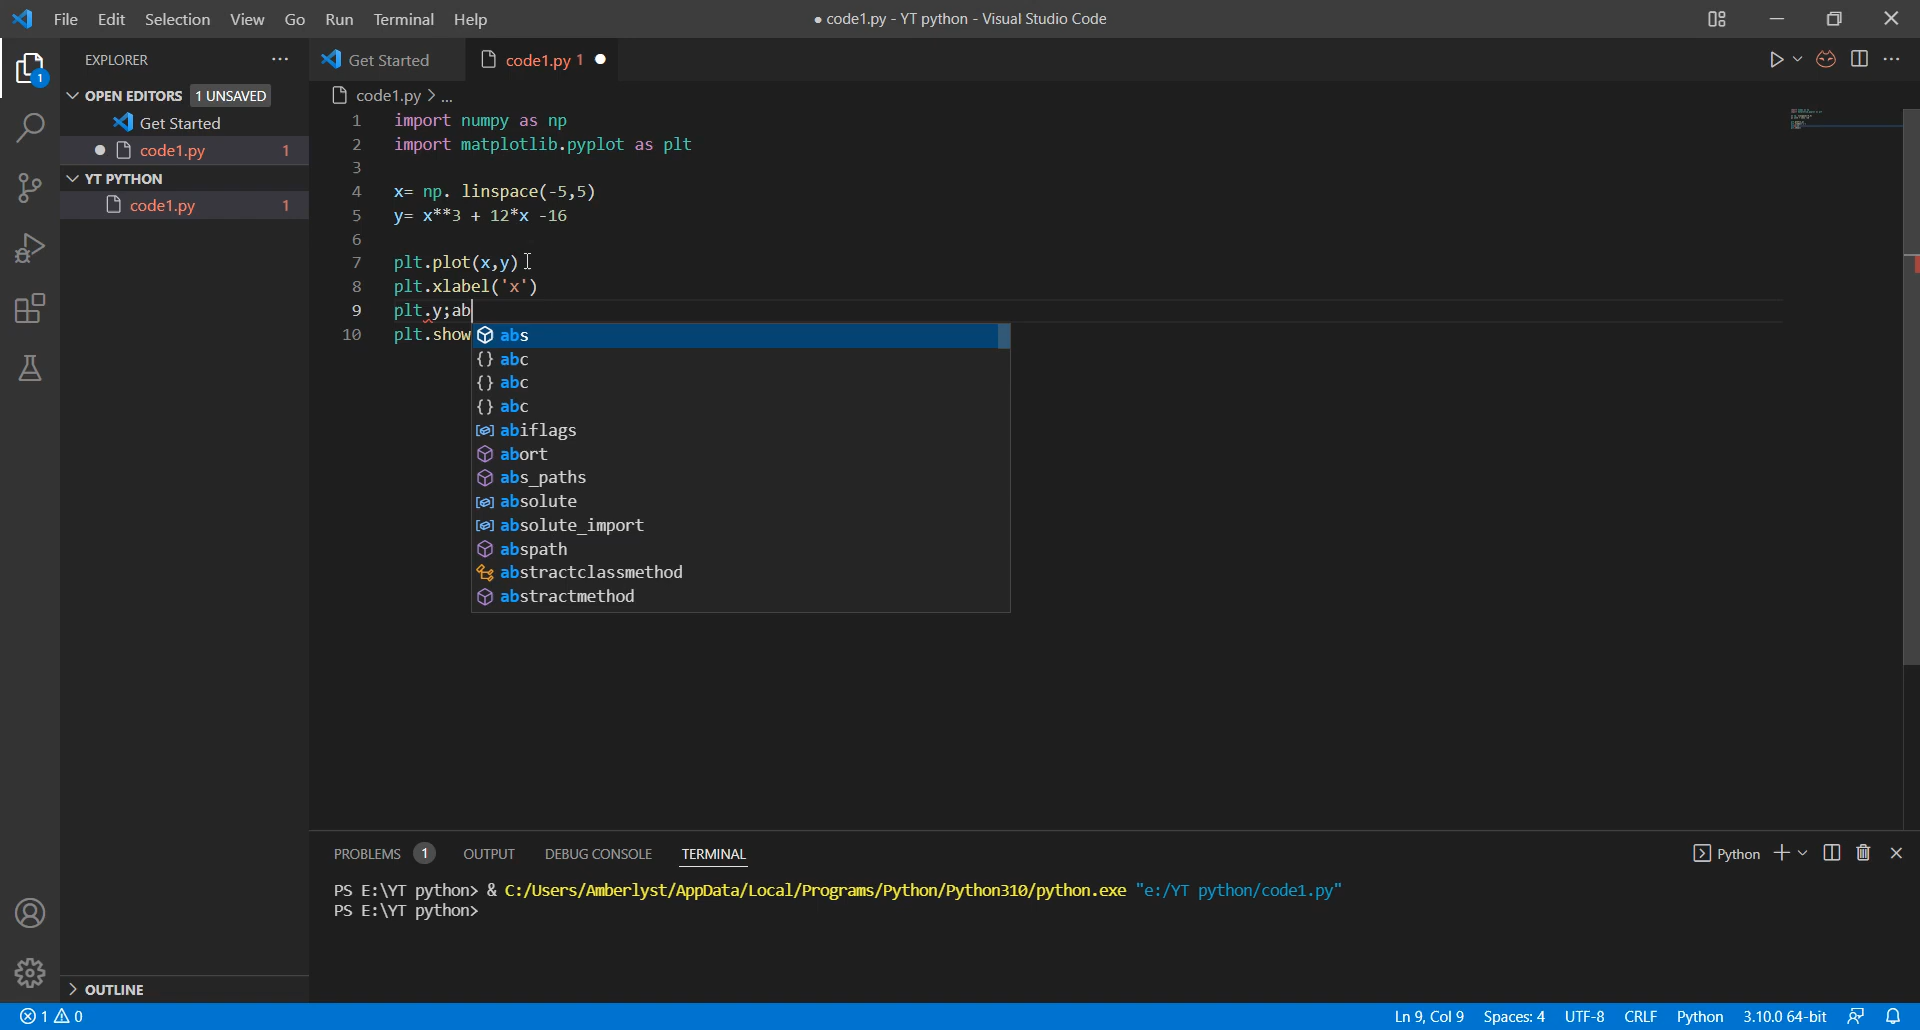 File Edit Selection View Go Run Terminal Help
● code1.py - YT python - Visual Studio Code
EXPLORER ···
Get Started
code1.py 1 ●
OPEN EDITORS 1 UNSAVED
Get Started
● code1.py 1
YT PYTHON
code1.py 1
1
code1.py > ...
1 import numpy as np
2 import matplotlib.pyplot as plt
3
4 x= np. linspace(-5,5)
5 y= x**3 + 12*x -16
6
7 plt.plot(x,y)
8 plt.xlabel('x')
9 plt.y;ab
10 plt.show
abs
{} abc
{} abc
{} abc
abiflags
abort
abs_paths
absolute
absolute_import
abspath
abstractclassmethod
abstractmethod
PROBLEMS 1 OUTPUT DEBUG CONSOLE TERMINAL
Python
PS E:\YT python> & C:/Users/Amberlyst/AppData/Local/Programs/Python/Python310/python.exe "e:/YT python/code1.py"
PS E:\YT python>
OUTLINE
1 0
Ln 9, Col 9 Spaces: 4 UTF-8 CRLF Python 3.10.0 64-bit